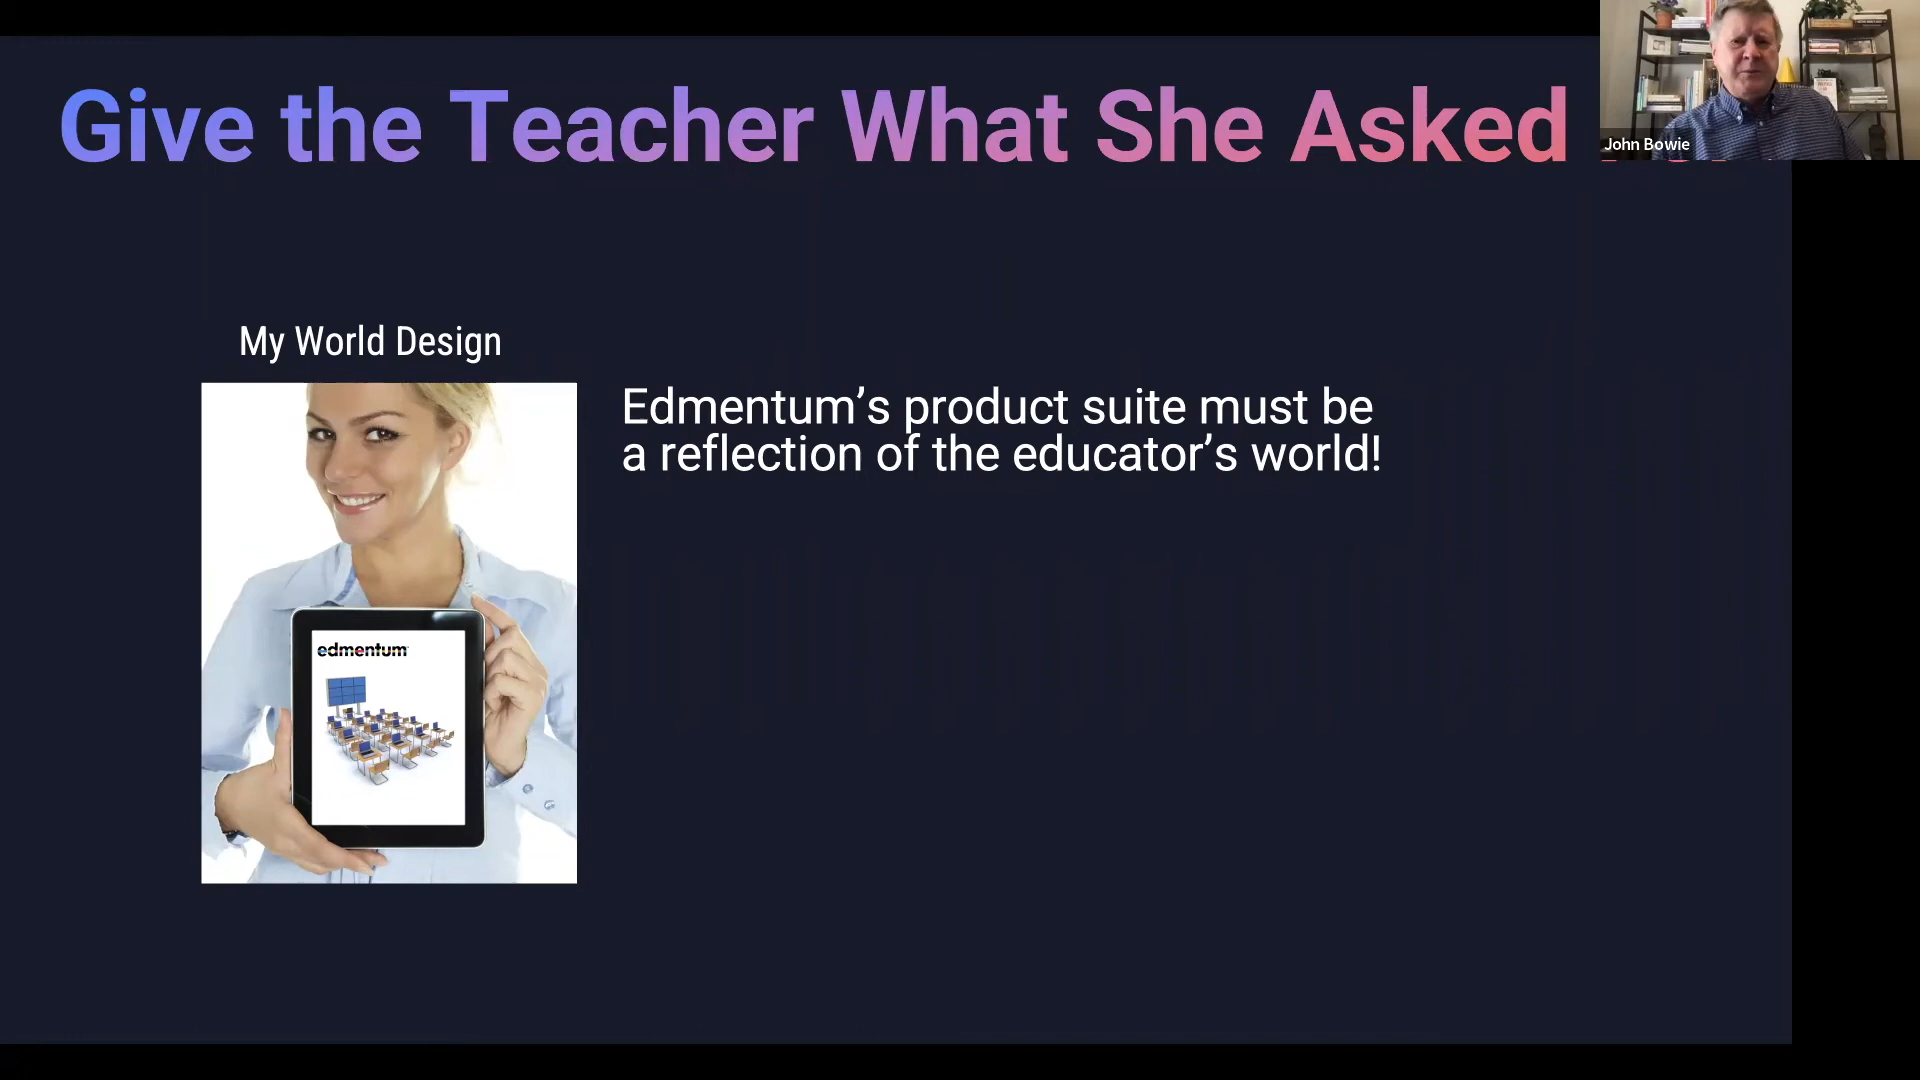 Give the Teacher What She Asked
John Bowie
My World Design
Edmentum’s product suite must be
a reflection of the educator’s world!
edmentum